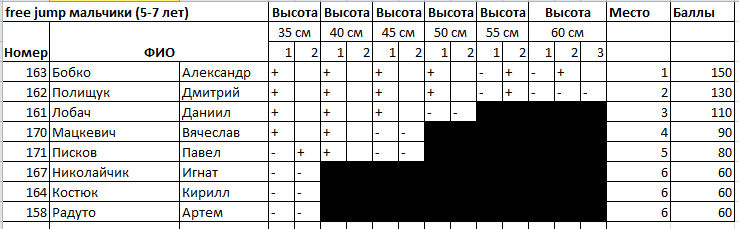 free jump мальчики (5-7 лет) Высота Высота Высота Высота Высота Высота Место Баллы
35 см 40 см 45 см 50 см 55 см 60 см
Номер ФИО 1 2 1 2 1 2 1 2 1 2 1 2 3
163 Бобко Александр + + + + - + - + 1 150
162 Полищук Дмитрий + + + + - + - - - 2 130
161 Лобач Даниил + + + - - 3 110
170 Мацкевич Вячеслав + + - - 4 90
171 Писков Павел - + + - - 5 80
167 Николайчик Игнат - - 6 60
164 Костюк Кирилл - - 6 60
158 Радуто Артем - - 6 60